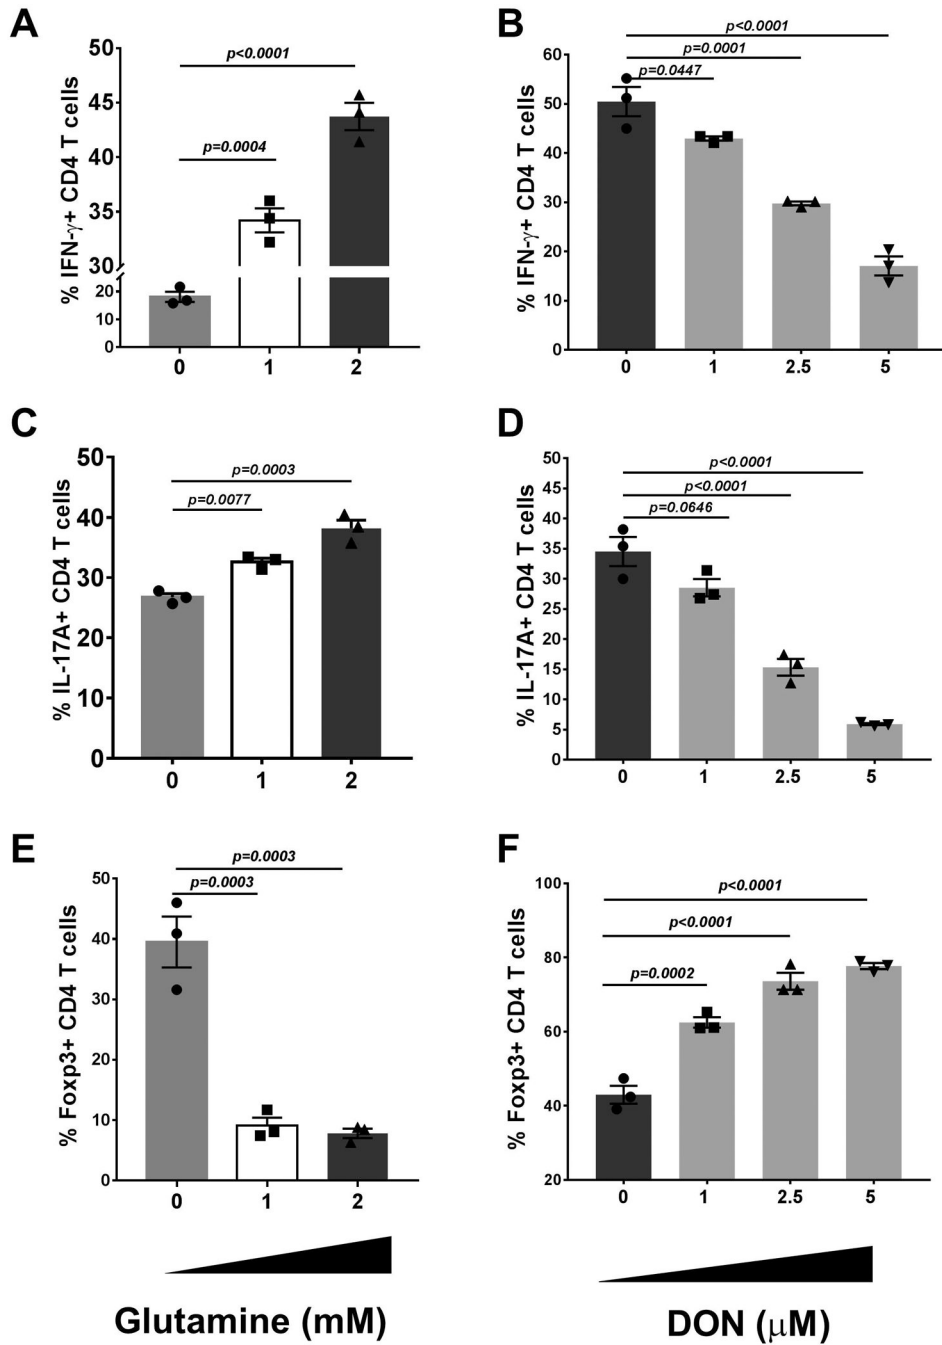 A
% IFN-γ+ CD4 T cells
50
45
40
35
30
20
10
0
p<0.0001
p=0.0004
0 1 2
B
% IFN-γ+ CD4 T cells
60
50
40
30
20
10
0
p<0.0001
p=0.0001
p=0.0447
0 1 2.5 5
C
% IL-17A+ CD4 T cells
50
40
30
20
10
0
p=0.0003
p=0.0077
0 1 2
D
% IL-17A+ CD4 T cells
50
45
40
35
30
25
20
15
10
5
0
p<0.0001
p<0.0001
p=0.0646
0 1 2.5 5
E
% Foxp3+ CD4 T cells
50
40
30
20
10
0
p=0.0003
p=0.0003
0 1 2
Glutamine (mM)
F
% Foxp3+ CD4 T cells
100
80
60
40
20
p<0.0001
p<0.0001
p=0.0002
0 1 2.5 5
DON (μM)